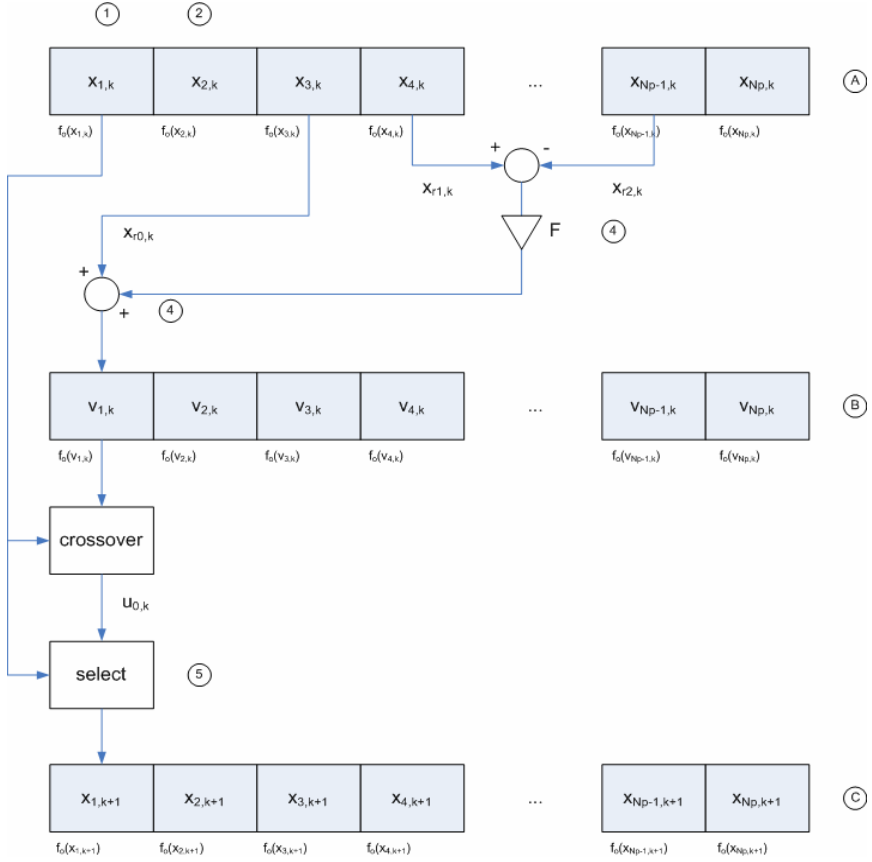 1 2
x1,k x2,k x3,k x4,k ... xNp-1,k xNp,k A
fo(x1,k) fo(x2,k) fo(x3,k) fo(x4,k) fo(xNp-1,k) fo(xNp,k)
+ -
xr1,k xr2,k
xr0,k F 4
+
+ 4
v1,k v2,k v3,k v4,k ... vNp-1,k vNp,k B
fo(v1,k) fo(v2,k) fo(v3,k) fo(v4,k) fo(vNp-1,k) fo(vNp,k)
crossover
u0,k
select 5
x1,k+1 x2,k+1 x3,k+1 x4,k+1 ... xNp-1,k+1 xNp,k+1 C
fo(x1,k+1) fo(x2,k+1) fo(x3,k+1) fo(x4,k+1) fo(xNp-1,k+1) fo(xNp,k+1)